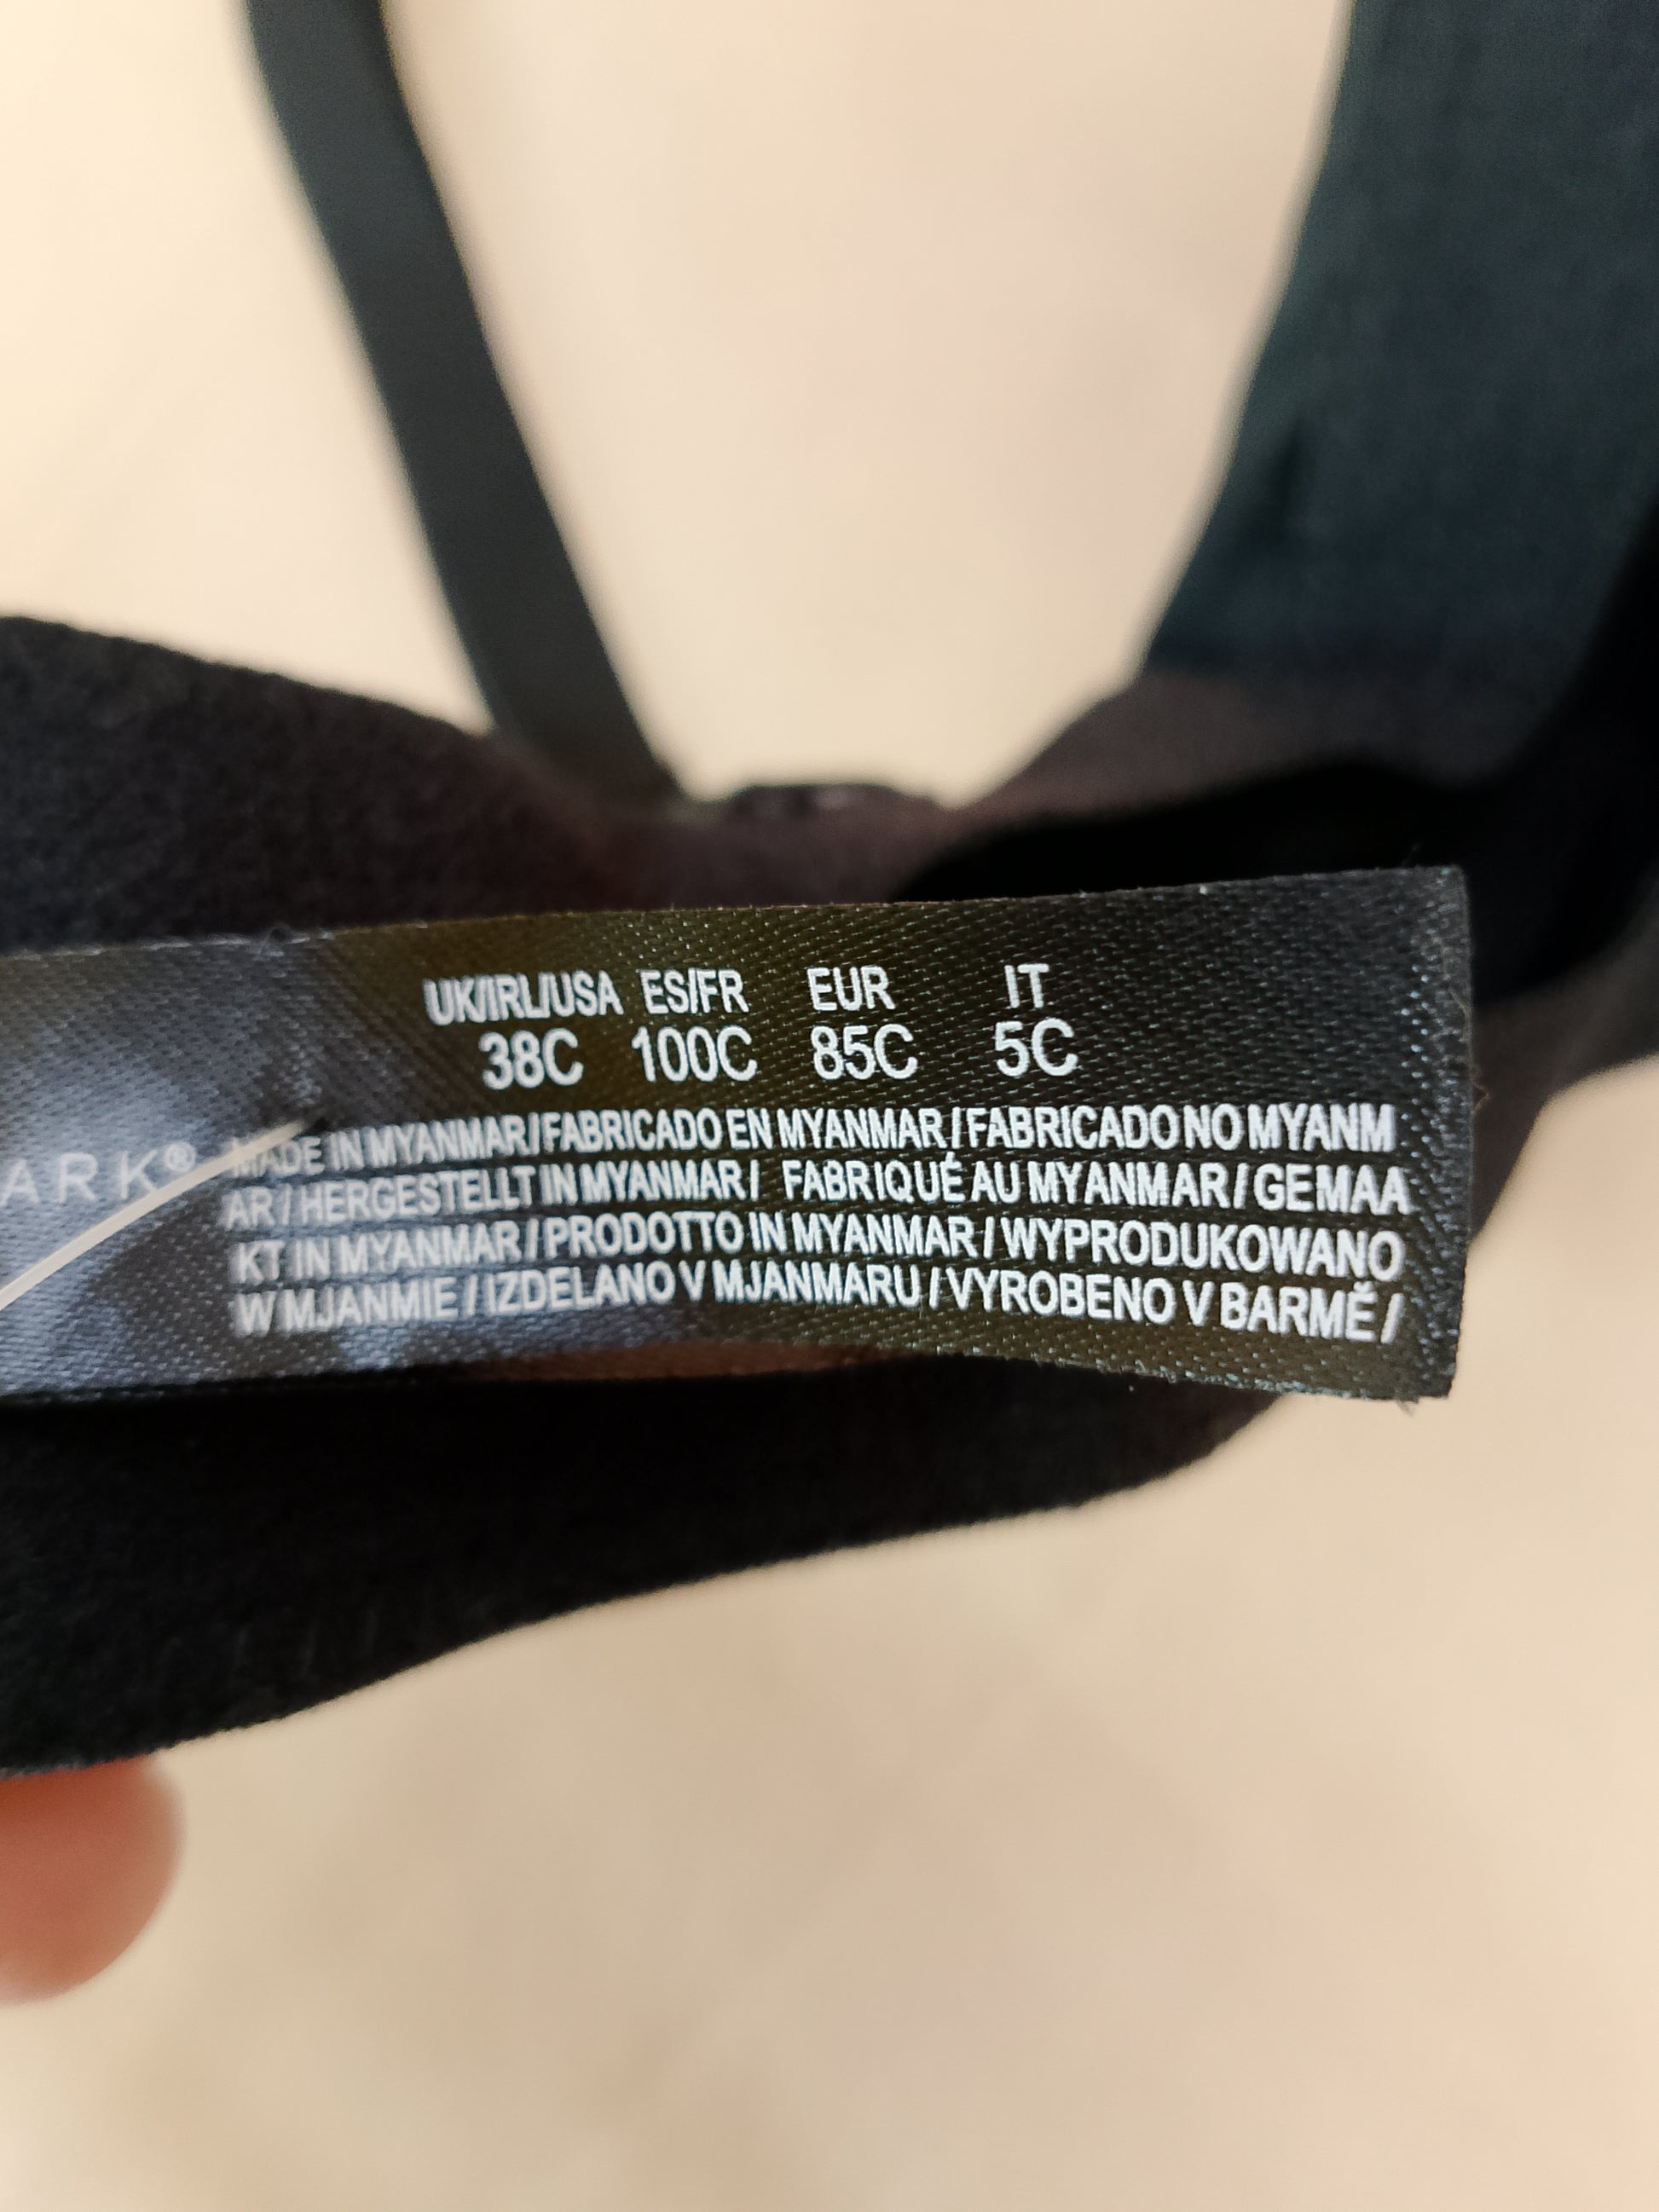 UK/IRL/USA ES/FR EUR IT
38C 100C 85C 5C
ARK®
MADE IN MYANMAR / FABRICADO EN MYANMAR / FABRICADO NO MYANM
AR / HERGESTELLT IN MYANMAR / FABRIQUÉ AU MYANMAR / GEMAA
KT IN MYANMAR / PRODOTTO IN MYANMAR / WYPRODUKOWANO
W MJANMIE / IZDELANO V MJANMARU / VYROBENO V BARMĚ /